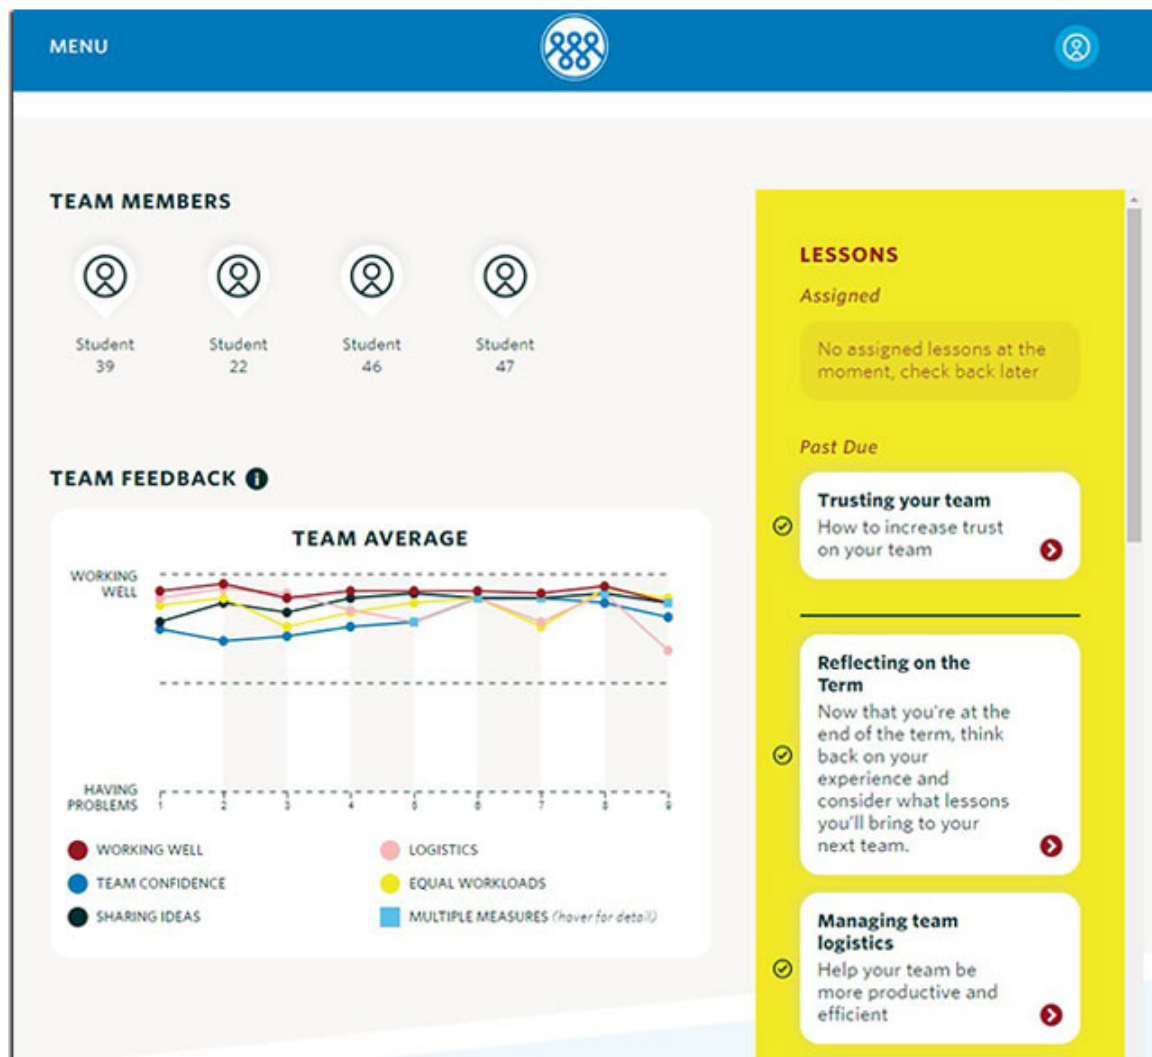 MENU
TEAM MEMBERS
Student
39
Student
22
Student
46
Student
47
TEAM FEEDBACK i
TEAM AVERAGE
WORKING
WELL
HAVING
PROBLEMS
1 2 3 4 5 6 7 8 9
WORKING WELL
TEAM CONFIDENCE
SHARING IDEAS
LOGISTICS
EQUAL WORKLOADS
MULTIPLE MEASURES (hover for detail)
LESSONS
Assigned
No assigned lessons at the
moment, check back later
Past Due
Trusting your team
How to increase trust
on your team
Reflecting on the
Term
Now that you're at the
end of the term, think
back on your
experience and
consider what lessons
you'll bring to your
next team.
Managing team
logistics
Help your team be
more productive and
efficient